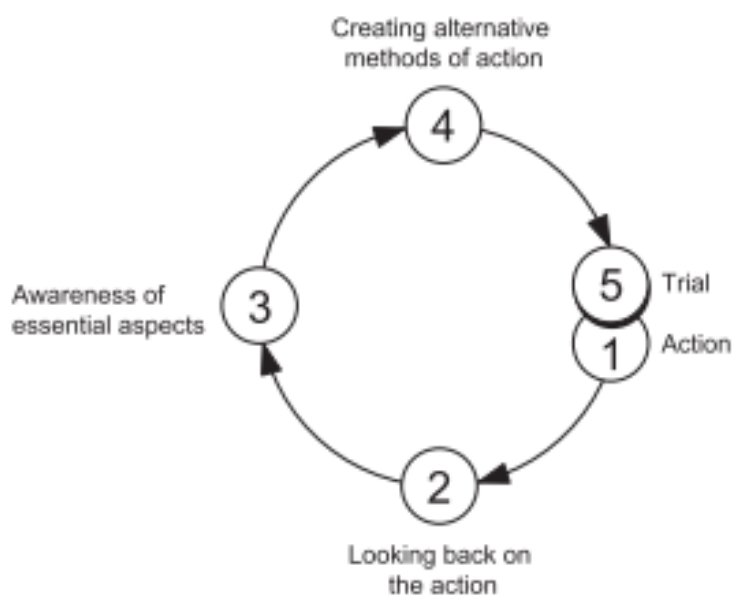 Creating alternative
methods of action
4
5
Trial
Awareness of
essential aspects
3
1
Action
2
Looking back on
the action